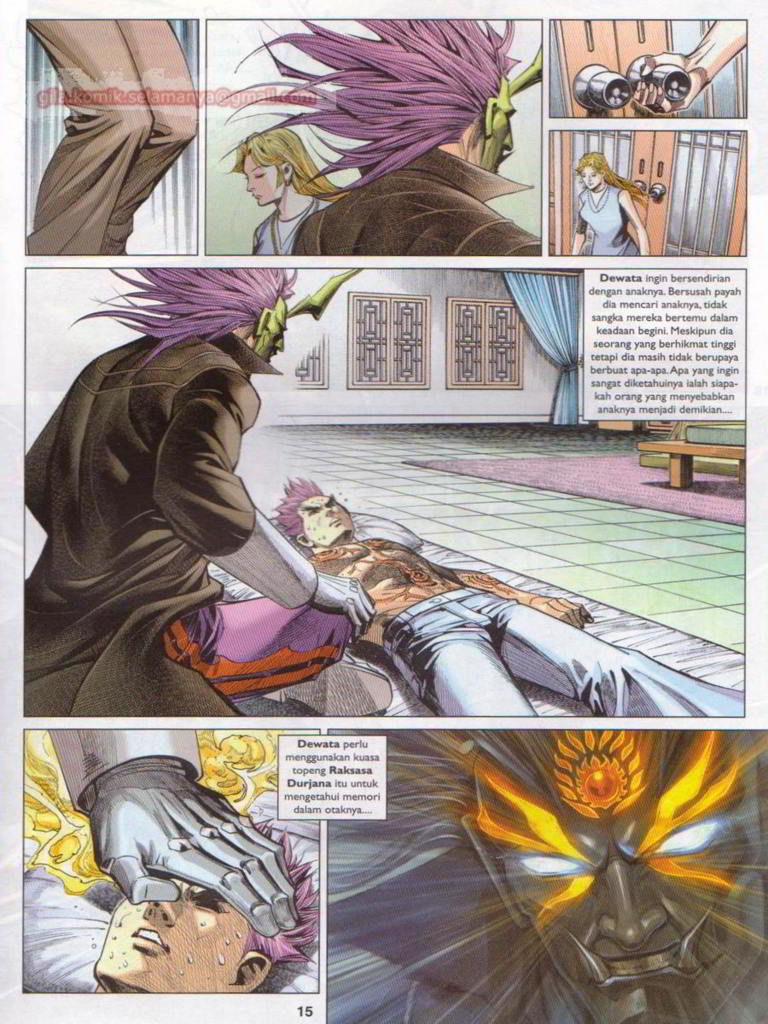 gila.komik.selamanya@gmail.com
Dewata ingin bersendirian
dengan anaknya. Bersusah payah
dia mencari anaknya, tidak
sangka mereka bertemu dalam
keadaan begini. Meskipun dia
seorang yang berhikmat tinggi
tetapi dia masih tidak berupaya
berbuat apa-apa. Apa yang ingin
sangat diketahuinya ialah siapa-
kah orang yang menyebabkan
anaknya menjadi demikian....
Dewata perlu
menggunakan kuasa
topeng Raksasa
Durjana itu untuk
mengetahui memori
dalam otaknya....
15